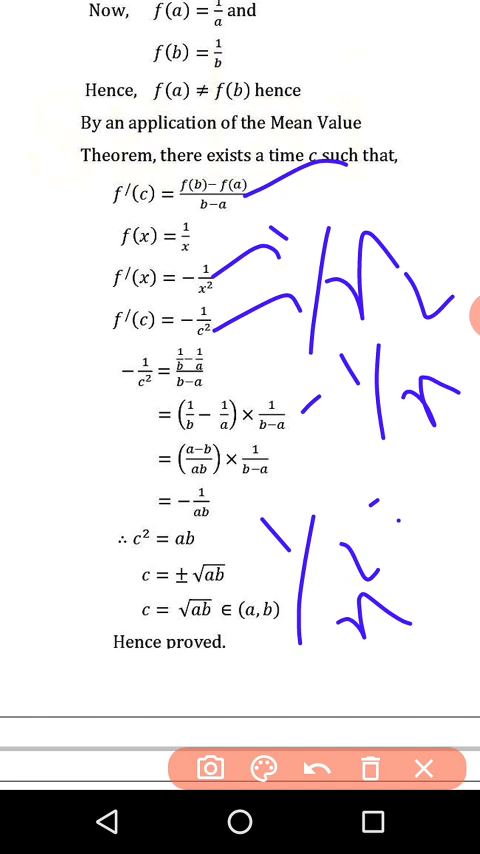 Now, f(a) = 1/a and
f(b) = 1/b
Hence, f(a) ≠ f(b) hence
By an application of the Mean Value
Theorem, there exists a time c such that,
f′(c) = (f(b)− f(a))/(b−a)
f(x) = 1/x
f′(x) = − 1/x²
f′(c) = − 1/c²
− 1/c² = (1/b − 1/a)/(b−a)
= (1/b − 1/a) × 1/(b−a)
= ((a−b)/ab) × 1/(b−a)
= − 1/ab
∴ c² = ab
c = ± √ab
c = √ab ∈ (a, b)
Hence proved.